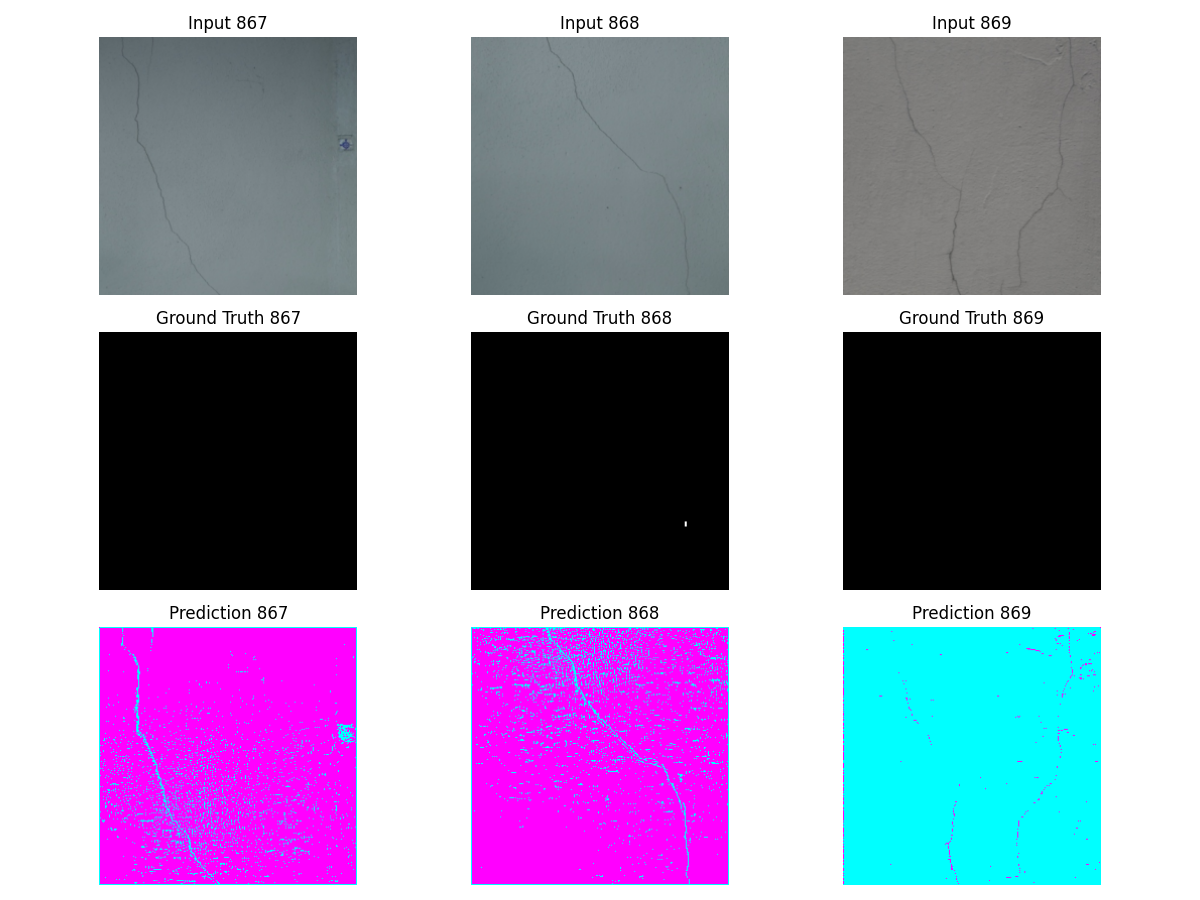 Input 867
Input 868
Input 869
Ground Truth 867
Ground Truth 868
Ground Truth 869
Prediction 867
Prediction 868
Prediction 869